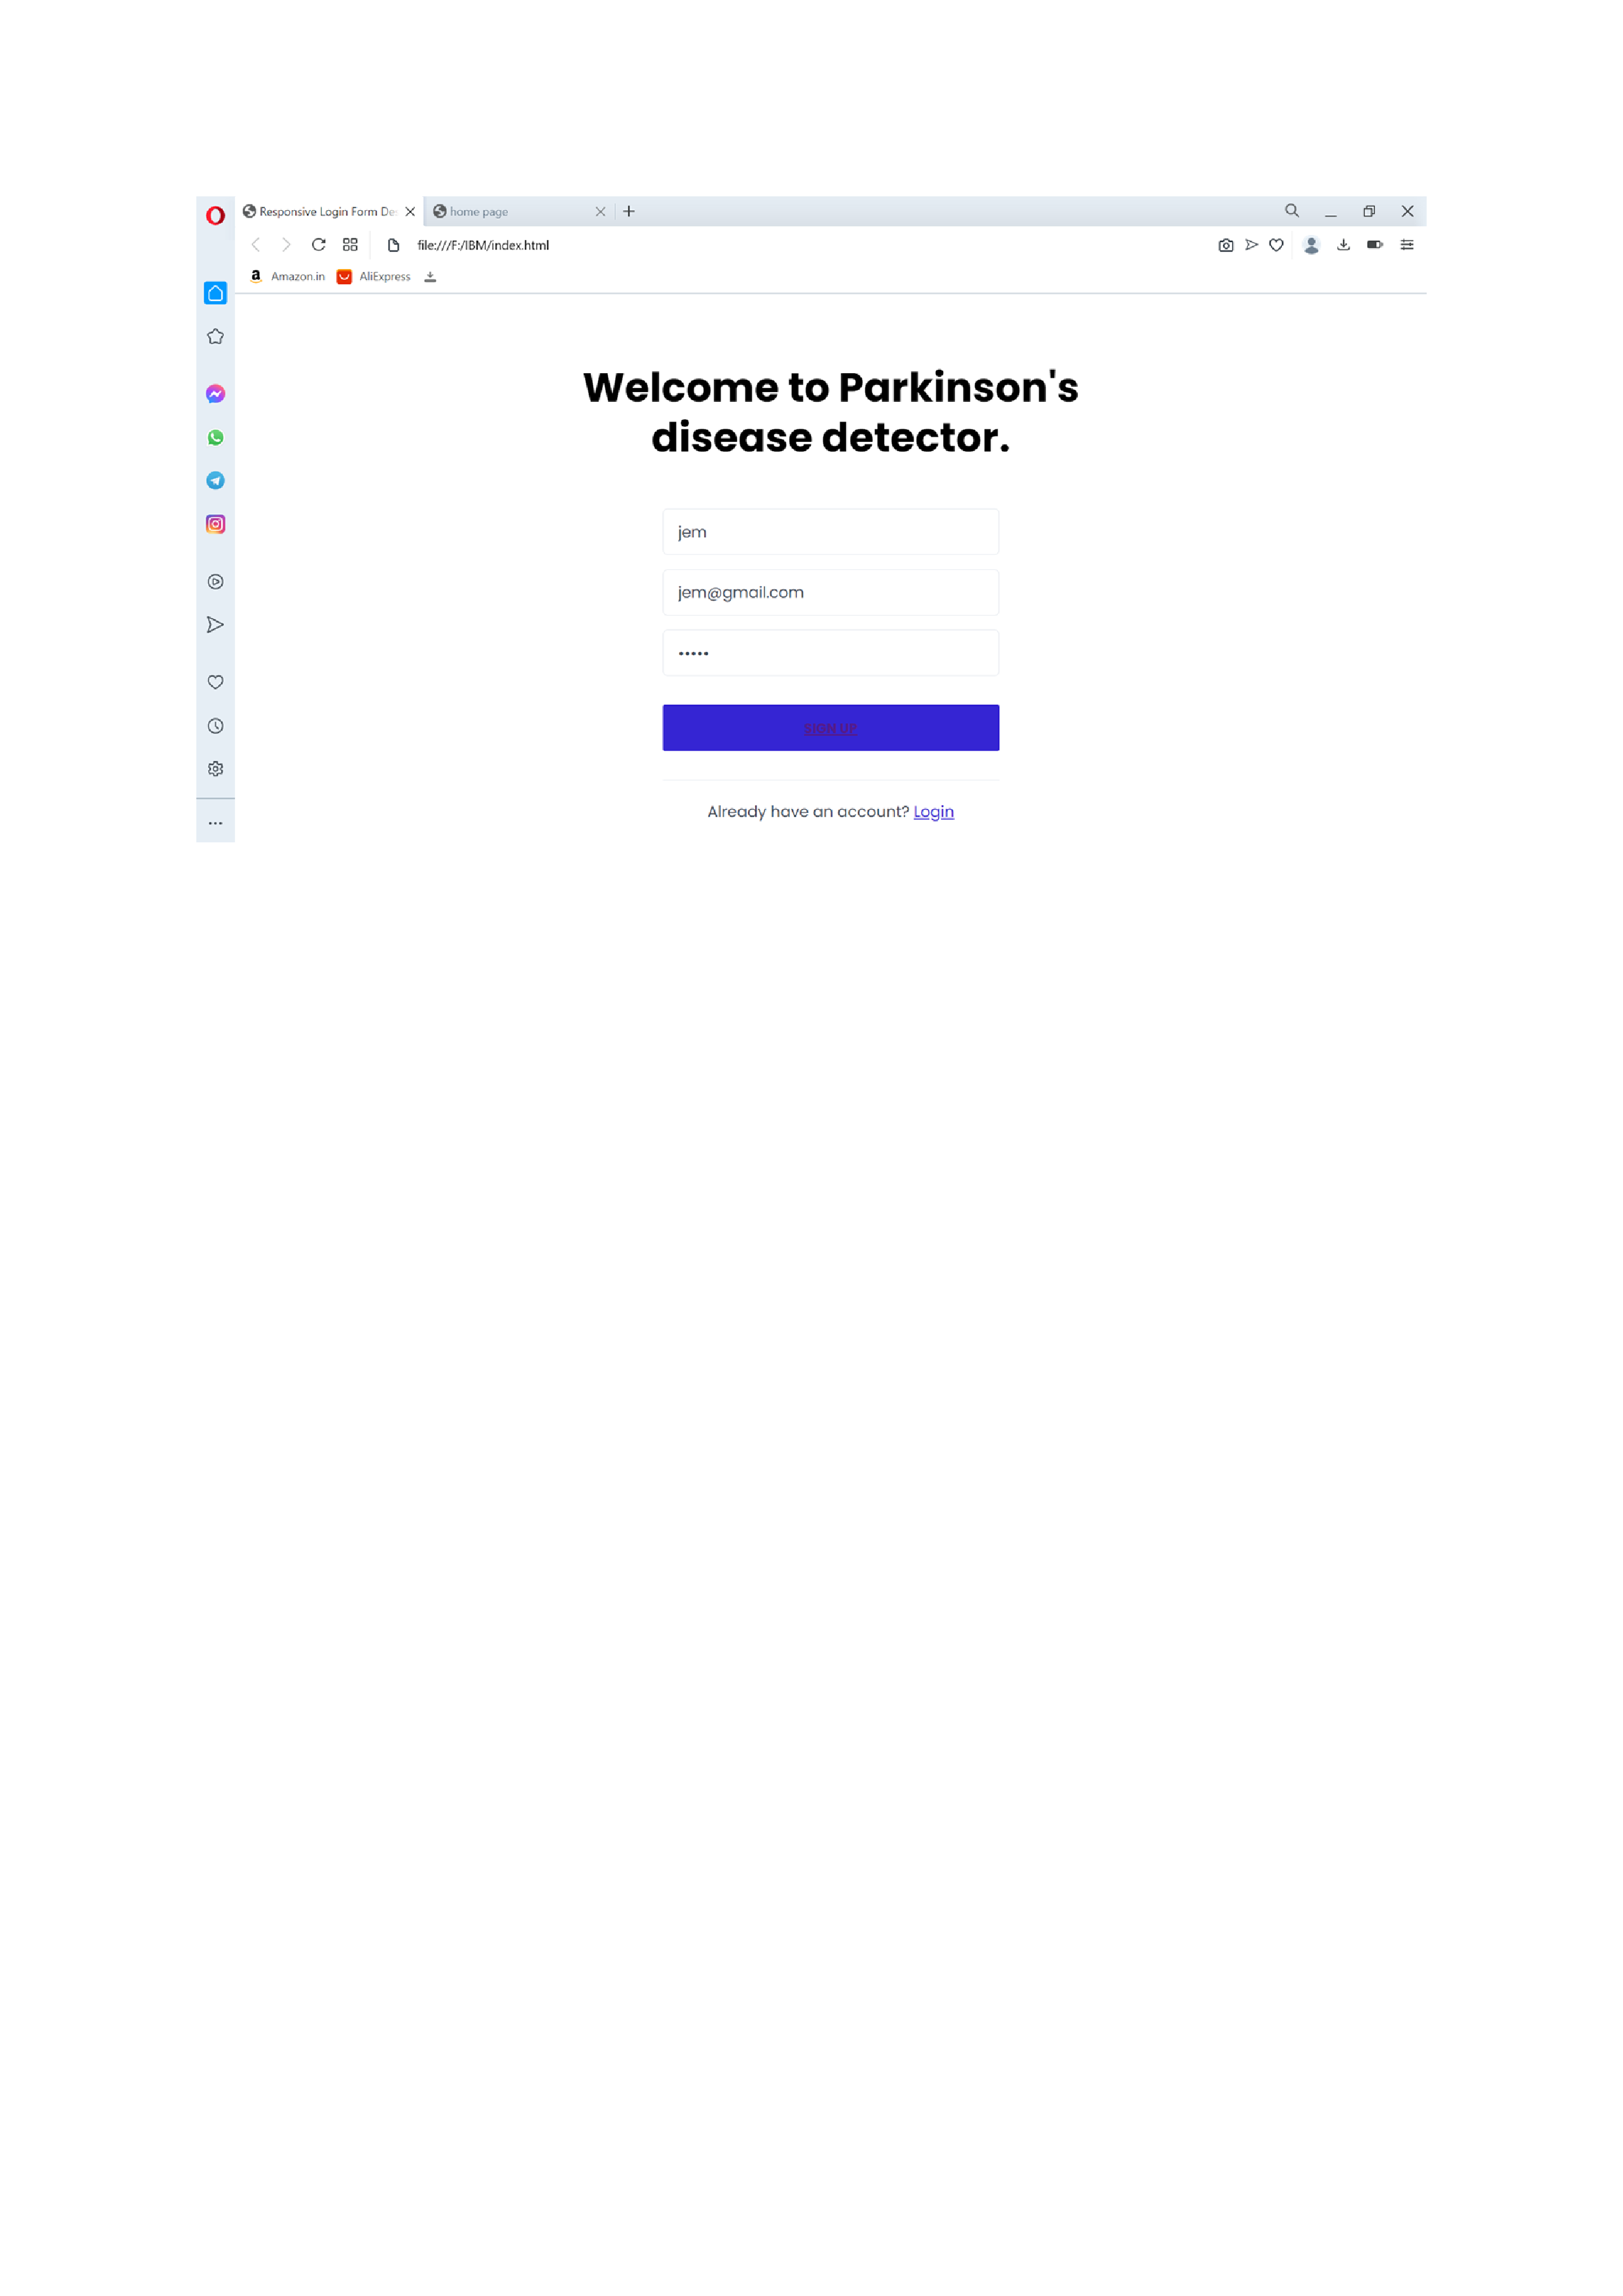 Responsive Login Form De
home page
file:///F:/IBM/index.html
Amazon.in AliExpress
Welcome to Parkinson's
disease detector.
jem
jem@gmail.com
•••••
SIGN UP
Already have an account? Login